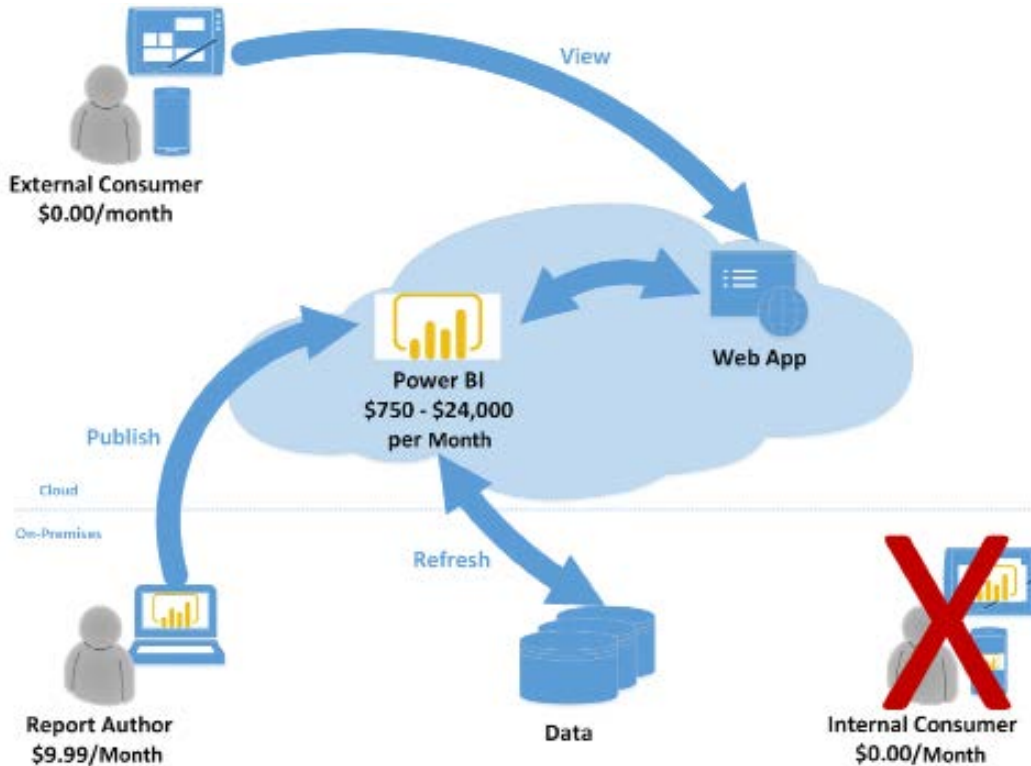 View
External Consumer
$0.00/month
Web App
Power BI
$750 - $24,000
per Month
Publish
Cloud
On-Premises
Refresh
Report Author
$9.99/Month
Data
Internal Consumer
$0.00/Month